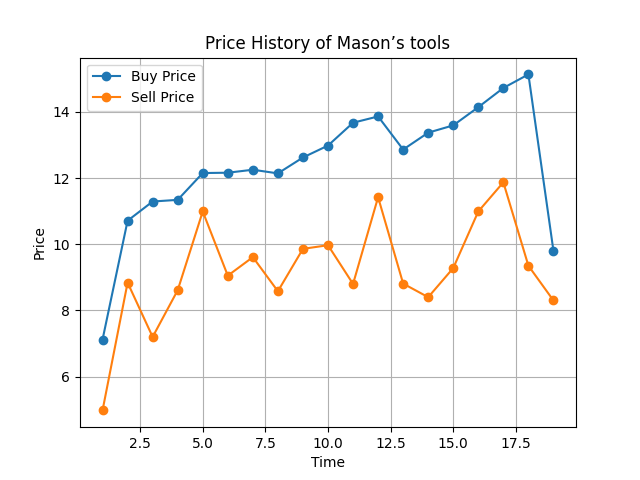 Price History of Mason’s tools
Buy Price
Sell Price
14
12
10
8
6
Price
2.5 5.0 7.5 10.0 12.5 15.0 17.5
Time